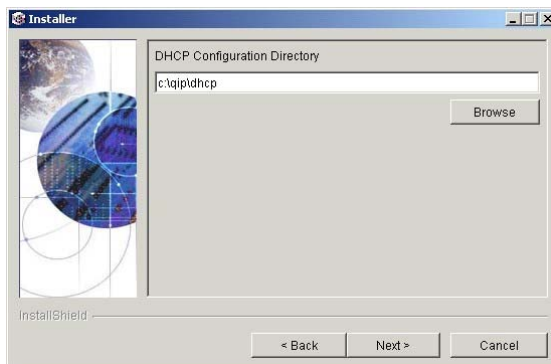 Installer
DHCP Configuration Directory
c:\qip\dhcp
Browse
InstallShield
< Back
Next >
Cancel